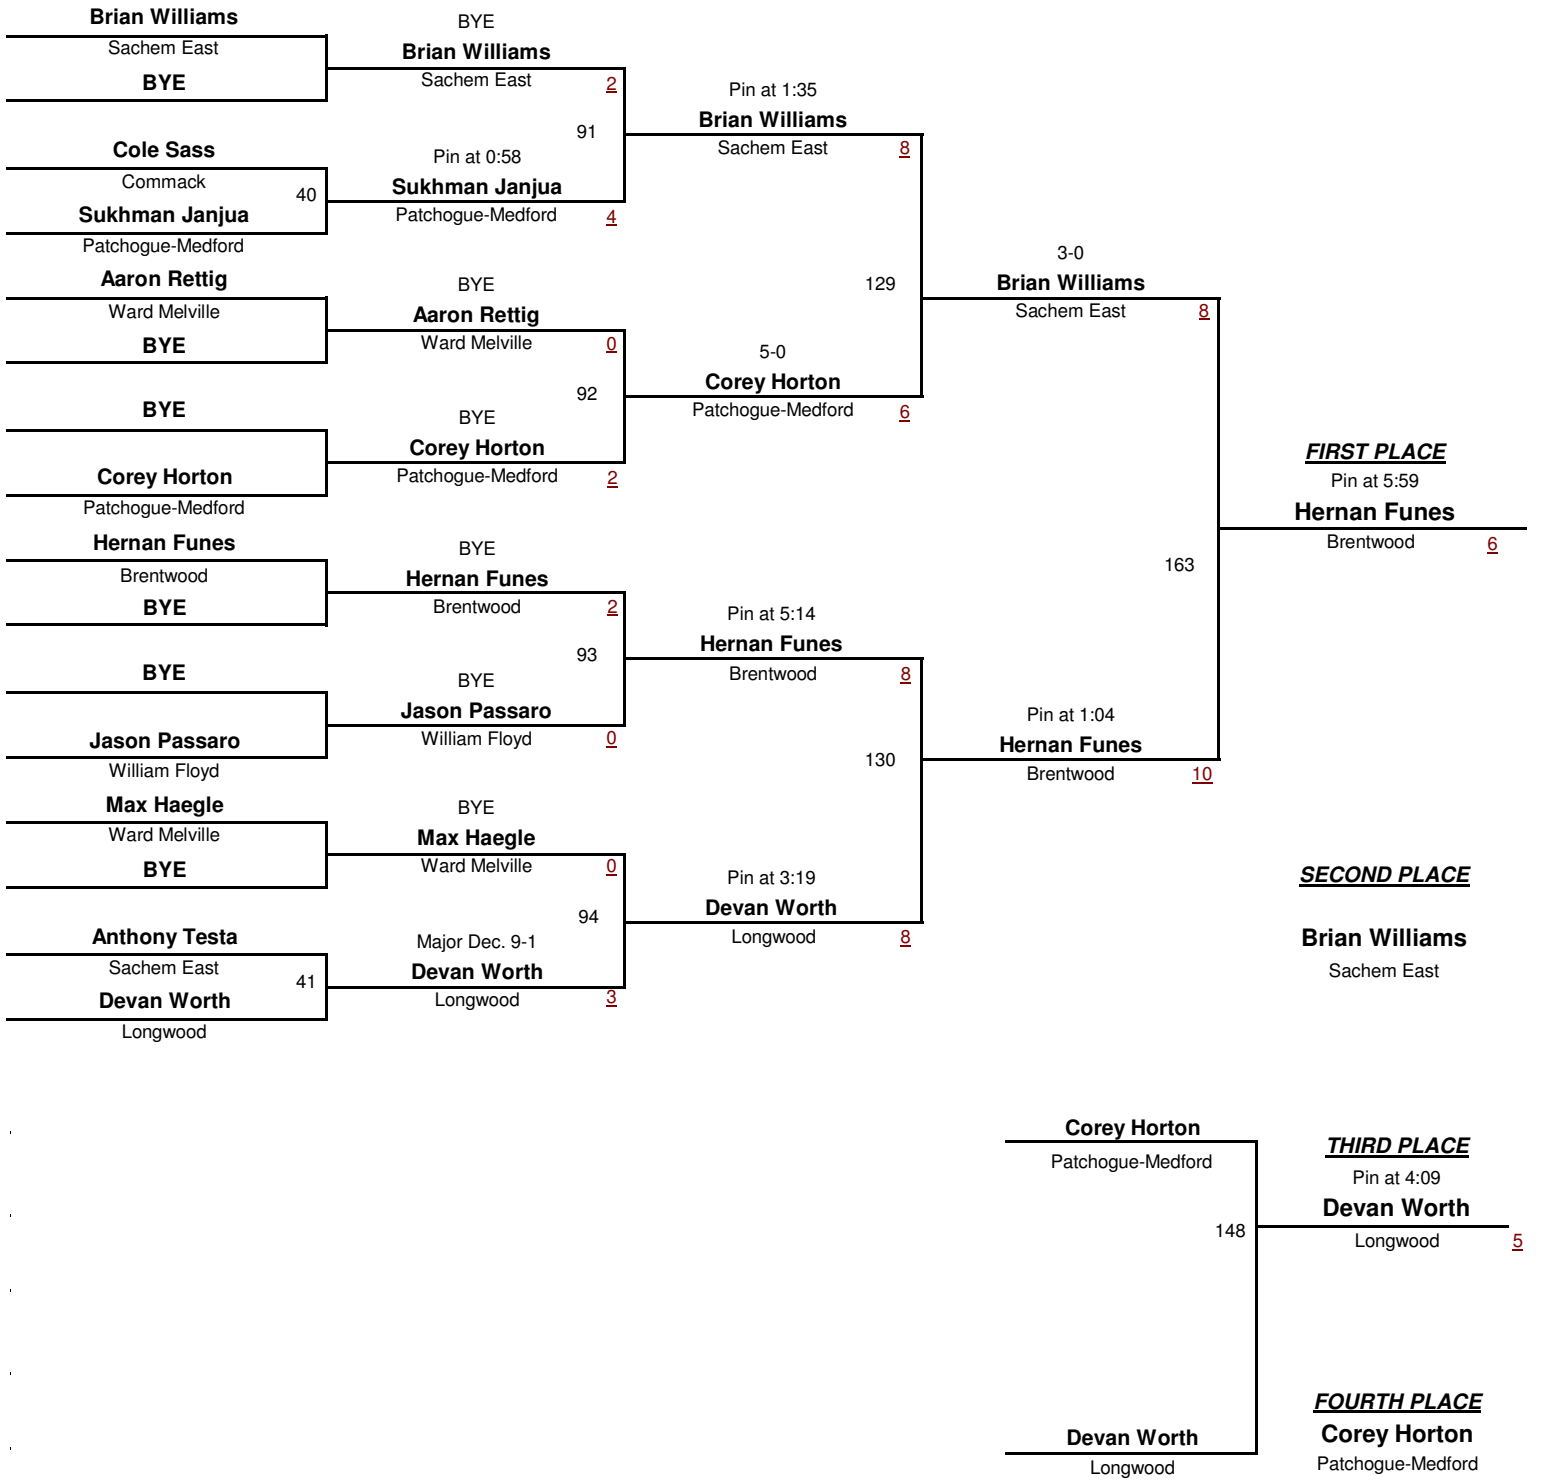 Brian Williams
Sachem East
BYE
Cole Sass
Commack
40
Sukhman Janjua
Patchogue-Medford
Aaron Rettig
Ward Melville
BYE
BYE
Corey Horton
Patchogue-Medford
Hernan Funes
Brentwood
BYE
BYE
Jason Passaro
William Floyd
Max Haegle
Ward Melville
BYE
Anthony Testa
Sachem East
41
Devan Worth
Longwood
BYE
Brian Williams
Sachem East
2
91
Pin at 0:58
Sukhman Janjua
Patchogue-Medford
4
BYE
Aaron Rettig
Ward Melville
0
92
BYE
Corey Horton
Patchogue-Medford
2
BYE
Hernan Funes
Brentwood
2
93
BYE
Jason Passaro
William Floyd
0
BYE
Max Haegle
Ward Melville
0
94
Major Dec. 9-1
Devan Worth
Longwood
3
Pin at 1:35
Brian Williams
Sachem East
8
129
5-0
Corey Horton
Patchogue-Medford
6
Pin at 5:14
Hernan Funes
Brentwood
8
130
Pin at 3:19
Devan Worth
Longwood
8
3-0
Brian Williams
Sachem East
8
163
Pin at 1:04
Hernan Funes
Brentwood
10
FIRST PLACE
Pin at 5:59
Hernan Funes
Brentwood
6
SECOND PLACE
Brian Williams
Sachem East
Corey Horton
Patchogue-Medford
148
Devan Worth
Longwood
THIRD PLACE
Pin at 4:09
Devan Worth
Longwood
5
FOURTH PLACE
Corey Horton
Patchogue-Medford